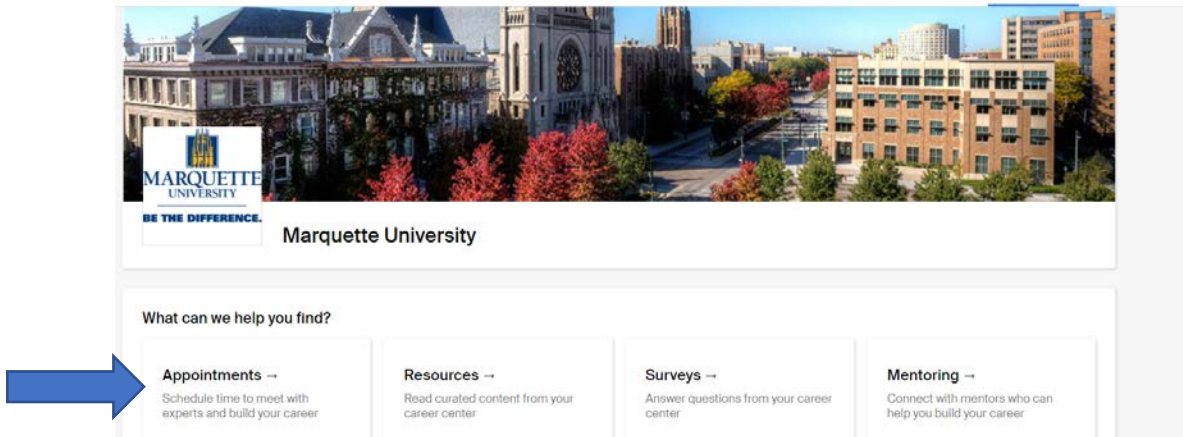 MARQUETTE
UNIVERSITY
BE THE DIFFERENCE.
Marquette University
What can we help you find?
Appointments →
Schedule time to meet with
experts and build your career
Resources →
Read curated content from your
career center
Surveys →
Answer questions from your career
center
Mentoring →
Connect with mentors who can
help you build your career